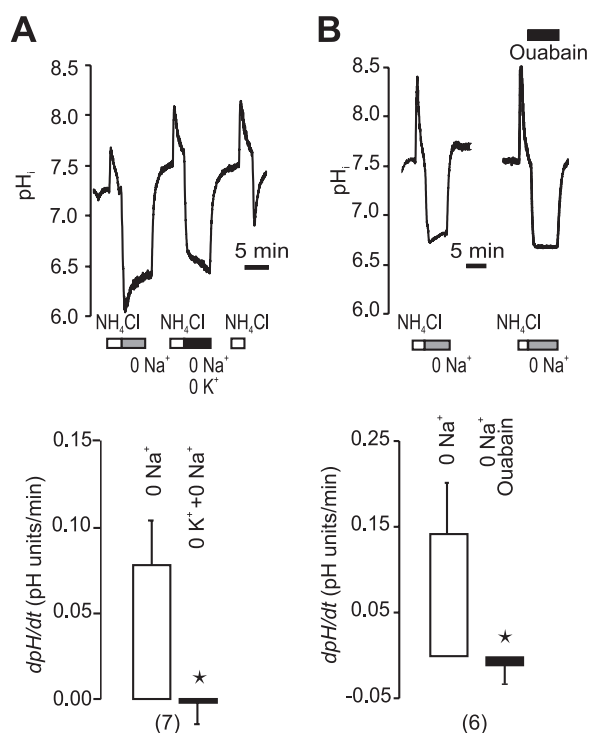 A
B
Ouabain
8.5
8.0
7.5
7.0
6.5
6.0
pHi
5 min
NH4Cl
NH4Cl
NH4Cl
0 Na+
0 Na+
0 K+
8.5
8.0
7.5
7.0
6.5
6.0
pHi
5 min
NH4Cl
NH4Cl
0 Na+
0 Na+
0.15
0.10
0.05
0.00
dpH/dt (pH units/min)
0 Na+
0 K+ +0 Na+
★
(7)
0.25
0.15
0.05
-0.05
dpH/dt (pH units/min)
0 Na+
0 Na+
Ouabain
★
(6)